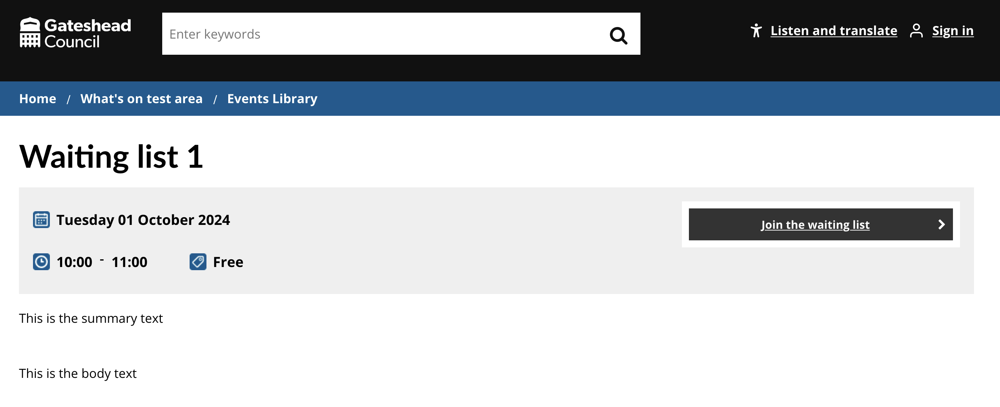 Gateshead
Council
Enter keywords
Listen and translate
Sign in
Home / What's on test area / Events Library
Waiting list 1
Tuesday 01 October 2024
Join the waiting list
10:00 - 11:00
Free
This is the summary text
This is the body text